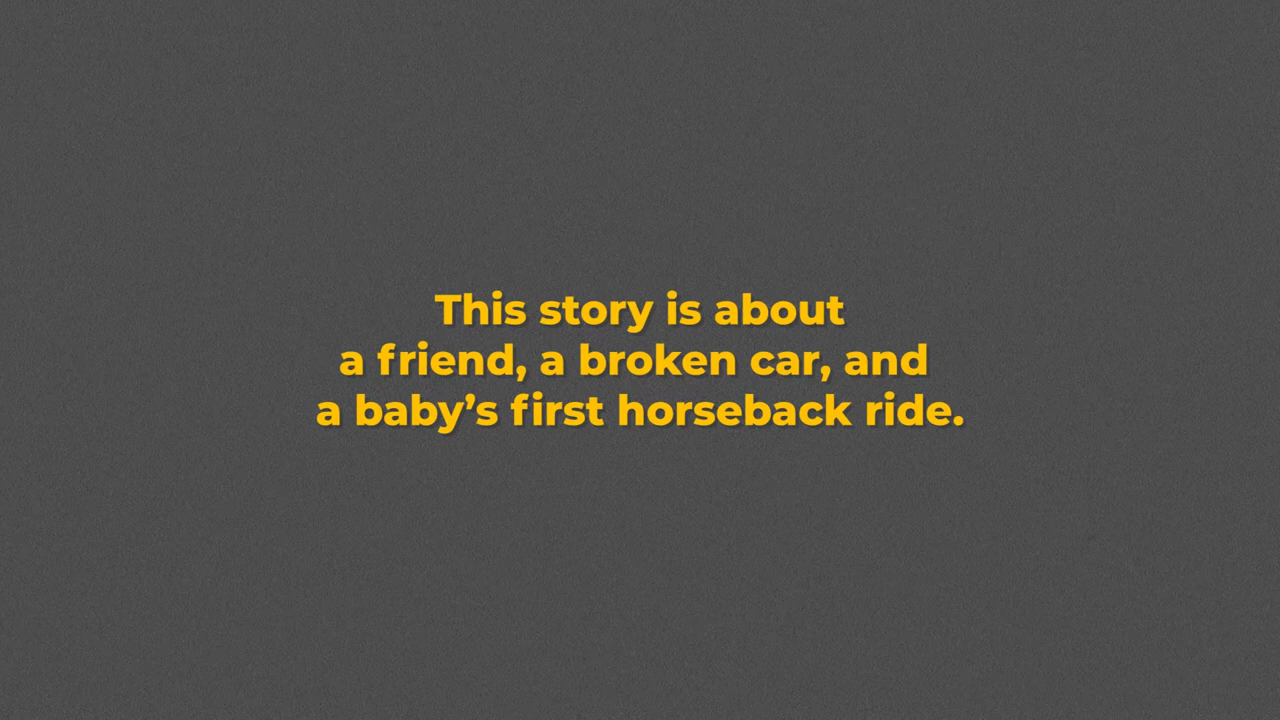 This story is about
a friend, a broken car, and
a baby’s first horseback ride.